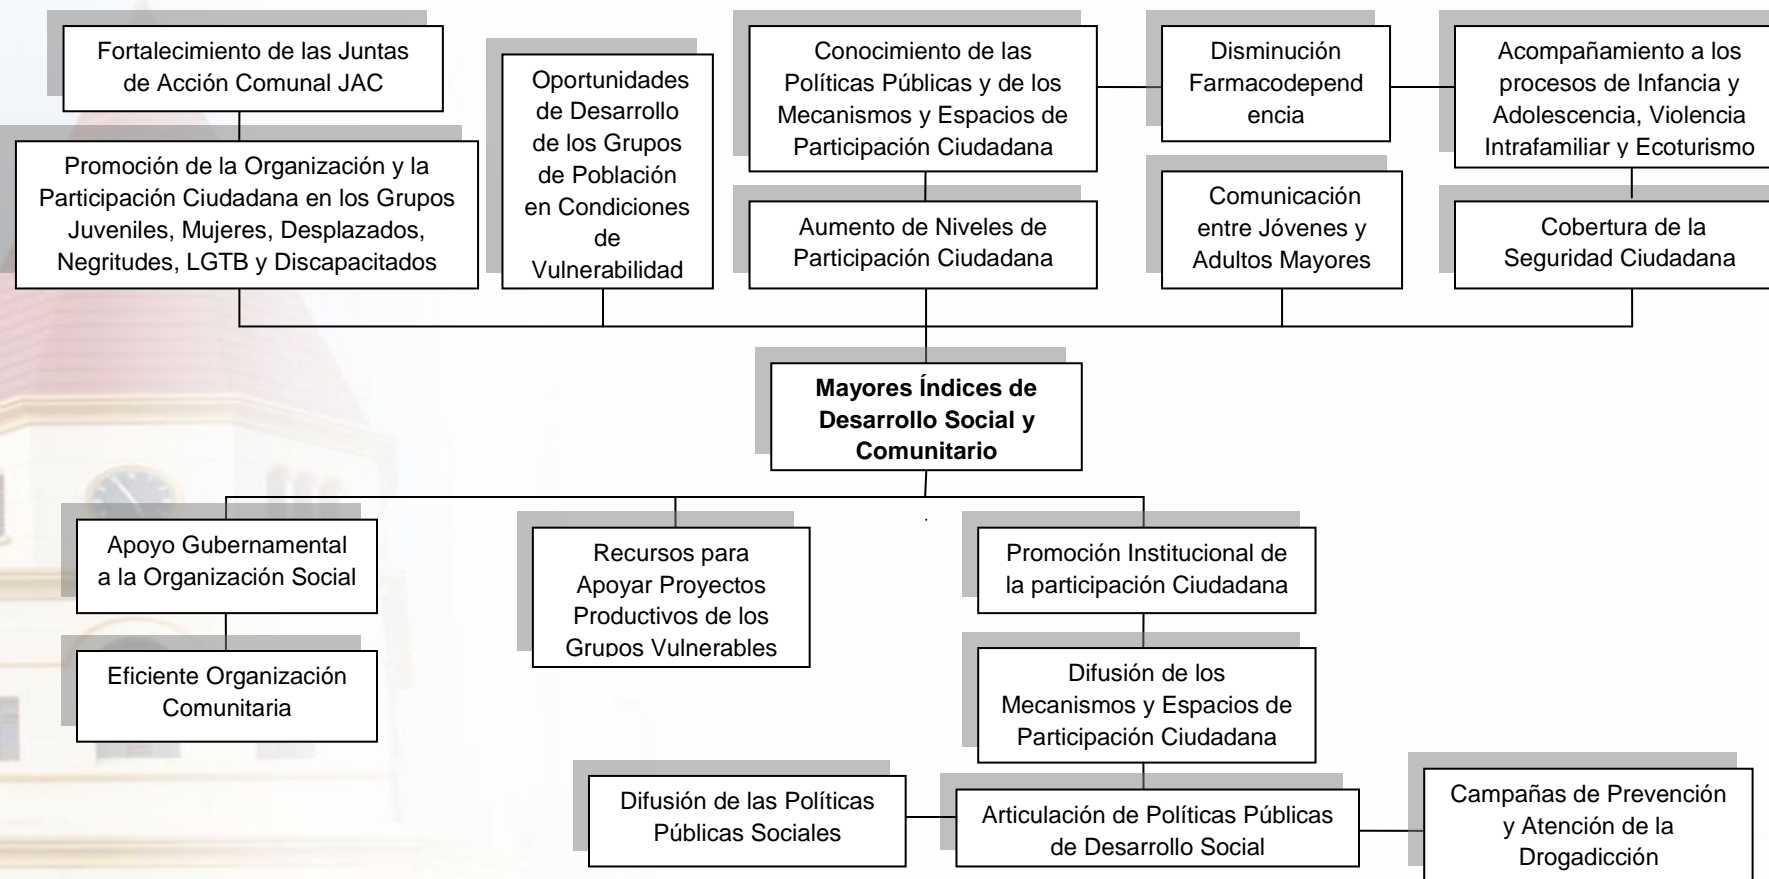 Fortalecimiento de las Juntas
de Acción Comunal JAC
Promoción de la Organización y la
Participación Ciudadana en los Grupos
Juveniles, Mujeres, Desplazados,
Negritudes, LGTB y Discapacitados
Oportunidades
de Desarrollo
de los Grupos
de Población
en Condiciones
de
Vulnerabilidad
Conocimiento de las
Políticas Públicas y de los
Mecanismos y Espacios de
Participación Ciudadana
Aumento de Niveles de
Participación Ciudadana
Disminución
Farmacodepend
encia
Comunicación
entre Jóvenes y
Adultos Mayores
Acompañamiento a los
procesos de Infancia y
Adolescencia, Violencia
Intrafamiliar y Ecoturismo
Cobertura de la
Seguridad Ciudadana
Mayores Índices de
Desarrollo Social y
Comunitario
Apoyo Gubernamental
a la Organización Social
Eficiente Organización
Comunitaria
Recursos para
Apoyar Proyectos
Productivos de los
Grupos Vulnerables
Promoción Institucional de
la participación Ciudadana
Difusión de los
Mecanismos y Espacios de
Participación Ciudadana
Difusión de las Políticas
Públicas Sociales
Articulación de Políticas Públicas
de Desarrollo Social
Campañas de Prevención
y Atención de la
Drogadicción